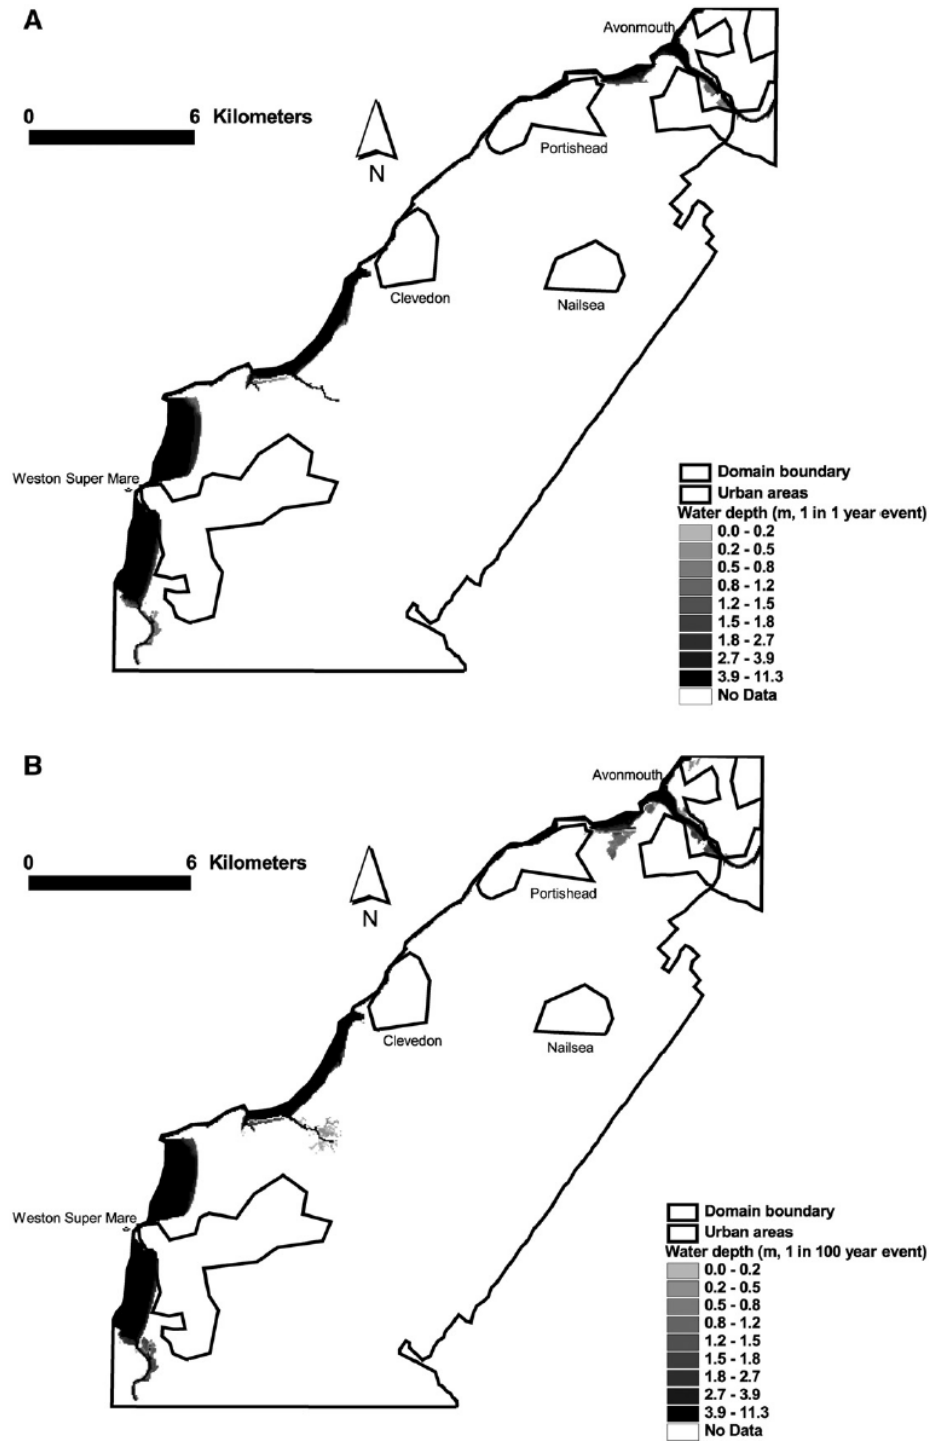 A
Avonmouth
0 6 Kilometers
Portishead
N
Clevedon
Nailsea
Weston Super Mare
Domain boundary
Urban areas
Water depth (m, 1 in 1 year event)
0.0 - 0.2
0.2 - 0.5
0.5 - 0.8
0.8 - 1.2
1.2 - 1.5
1.5 - 1.8
1.8 - 2.7
2.7 - 3.9
3.9 - 11.3
No Data
B
Avonmouth
0 6 Kilometers
Portishead
N
Clevedon
Nailsea
Weston Super Mare
Domain boundary
Urban areas
Water depth (m, 1 in 100 year event)
0.0 - 0.2
0.2 - 0.5
0.5 - 0.8
0.8 - 1.2
1.2 - 1.5
1.5 - 1.8
1.8 - 2.7
2.7 - 3.9
3.9 - 11.3
No Data